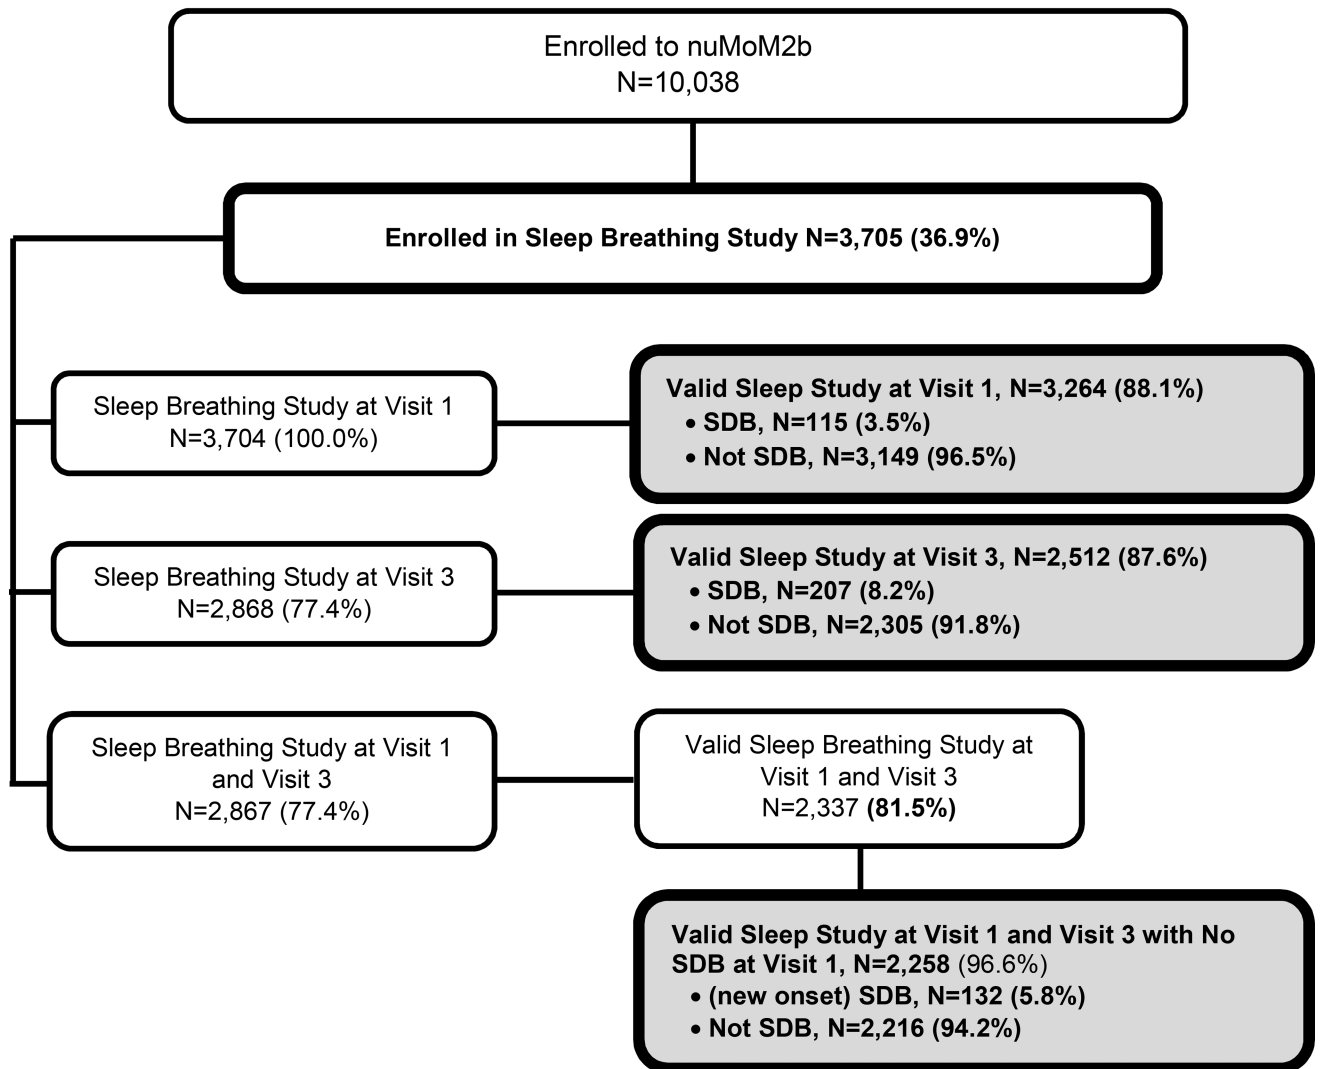 Enrolled to nuMoM2b
N=10,038
Enrolled in Sleep Breathing Study N=3,705 (36.9%)
Sleep Breathing Study at Visit 1
N=3,704 (100.0%)
Valid Sleep Study at Visit 1, N=3,264 (88.1%)
• SDB, N=115 (3.5%)
• Not SDB, N=3,149 (96.5%)
Sleep Breathing Study at Visit 3
N=2,868 (77.4%)
Valid Sleep Study at Visit 3, N=2,512 (87.6%)
• SDB, N=207 (8.2%)
• Not SDB, N=2,305 (91.8%)
Sleep Breathing Study at Visit 1
and Visit 3
N=2,867 (77.4%)
Valid Sleep Breathing Study at
Visit 1 and Visit 3
N=2,337 (81.5%)
Valid Sleep Study at Visit 1 and Visit 3 with No
SDB at Visit 1, N=2,258 (96.6%)
• (new onset) SDB, N=132 (5.8%)
• Not SDB, N=2,216 (94.2%)